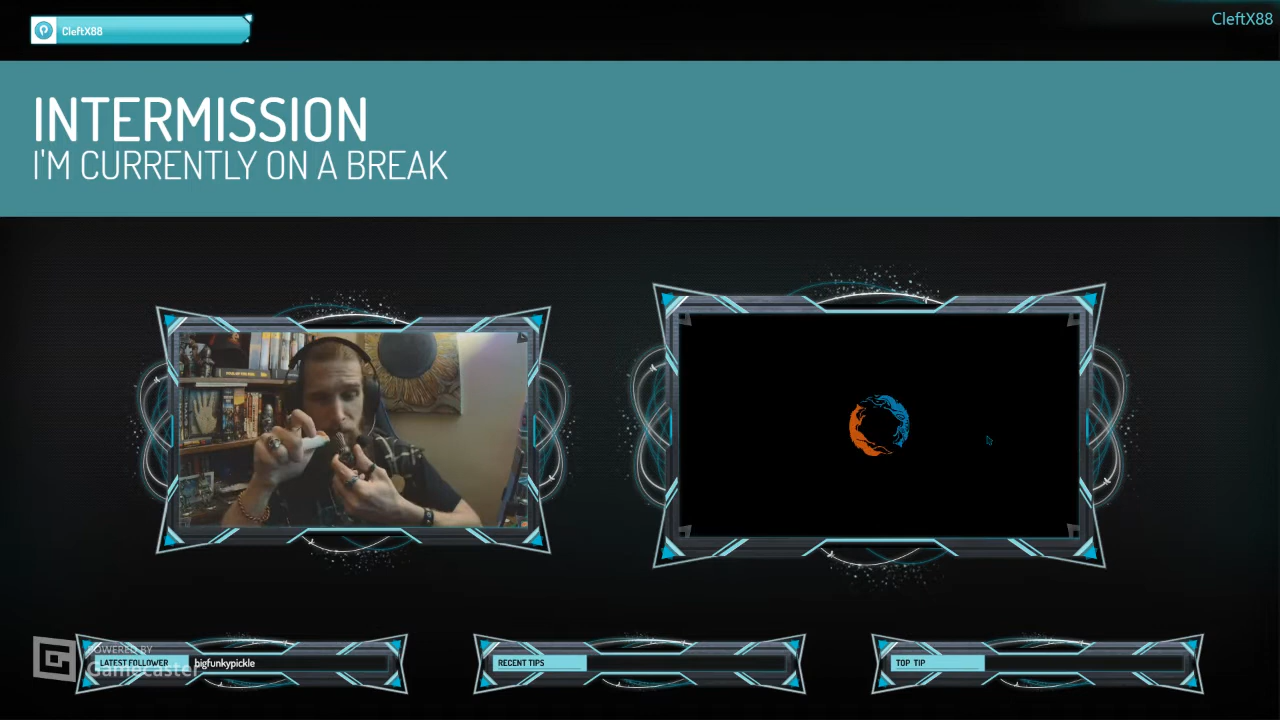 CleftX88
CleftX88
INTERMISSION
I'M CURRENTLY ON A BREAK
POWERED BY
Gamecaster
LATEST FOLLOWER
bigfunkypickle
RECENT TIPS
TOP TIP